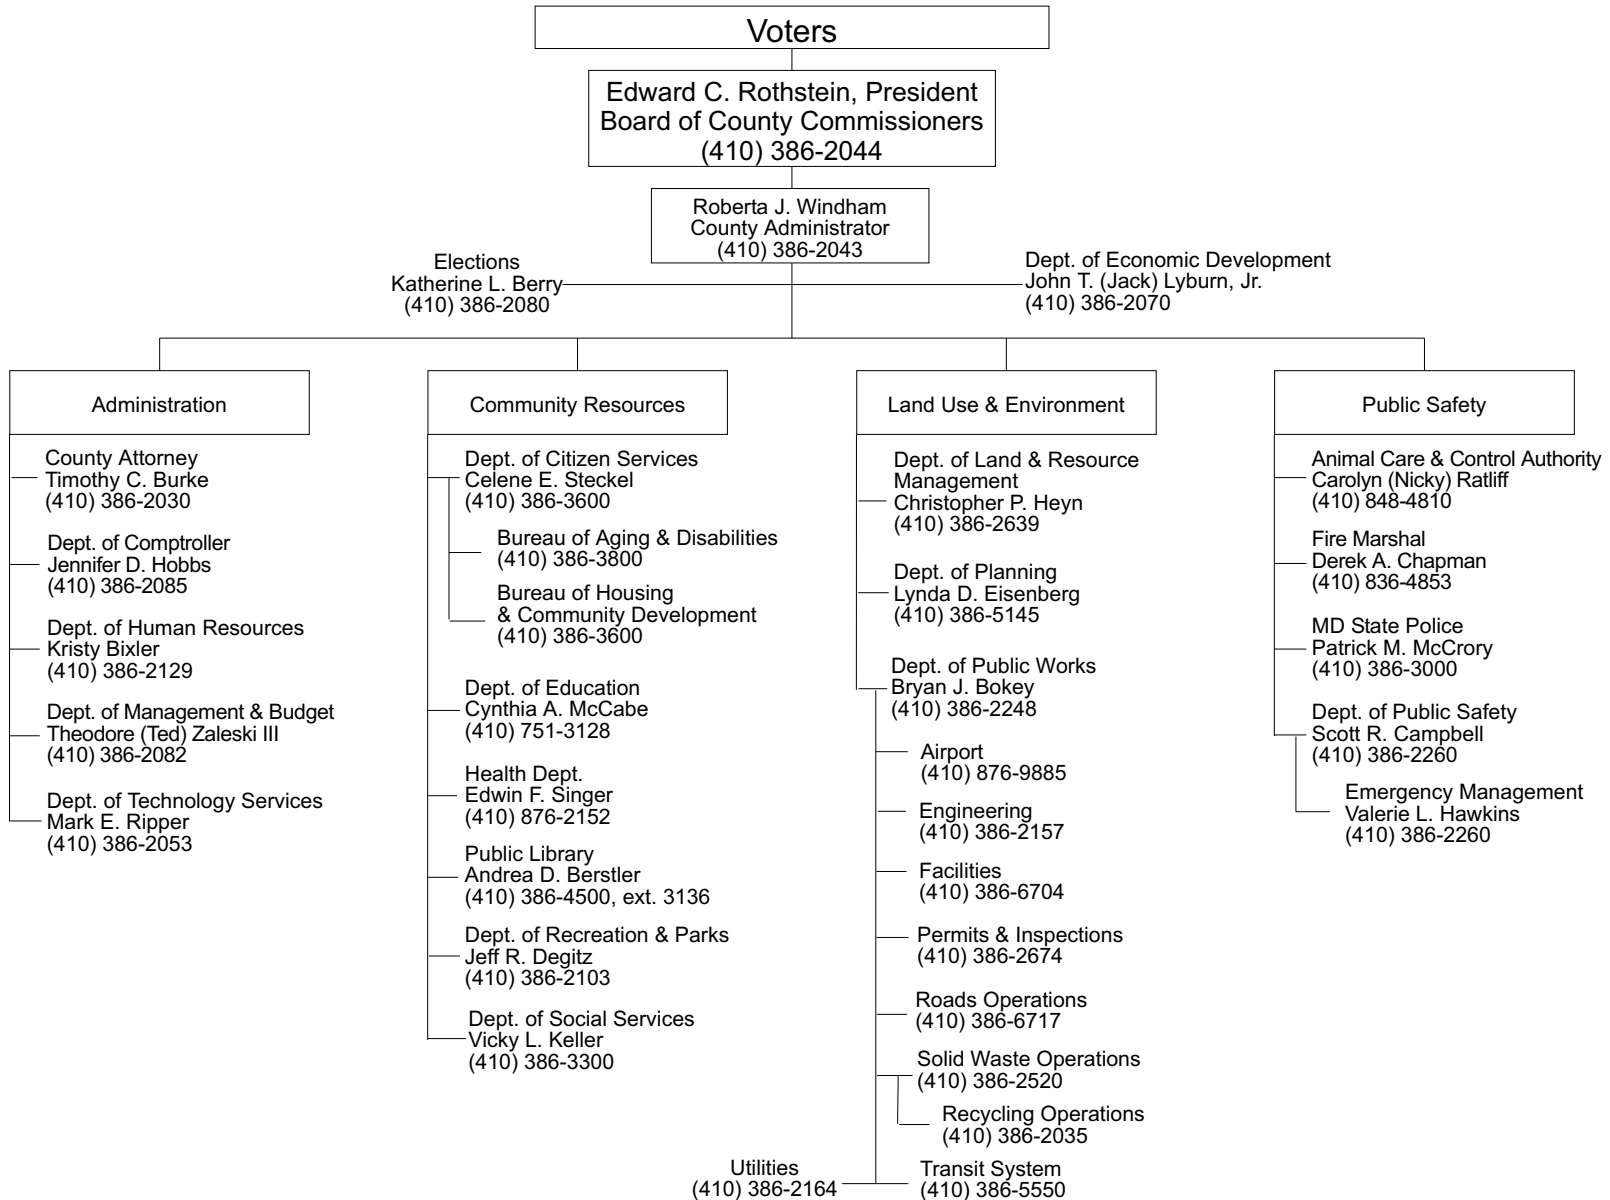 Voters
Edward C. Rothstein, President
Board of County Commissioners
(410) 386-2044
Roberta J. Windham
County Administrator
(410) 386-2043
Elections
Katherine L. Berry
(410) 386-2080
Dept. of Economic Development
John T. (Jack) Lyburn, Jr.
(410) 386-2070
Administration
County Attorney
Timothy C. Burke
(410) 386-2030
Dept. of Comptroller
Jennifer D. Hobbs
(410) 386-2085
Dept. of Human Resources
Kristy Bixler
(410) 386-2129
Dept. of Management & Budget
Theodore (Ted) Zaleski III
(410) 386-2082
Dept. of Technology Services
Mark E. Ripper
(410) 386-2053
Community Resources
Dept. of Citizen Services
Celene E. Steckel
(410) 386-3600
Bureau of Aging & Disabilities
(410) 386-3800
Bureau of Housing
& Community Development
(410) 386-3600
Dept. of Education
Cynthia A. McCabe
(410) 751-3128
Health Dept.
Edwin F. Singer
(410) 876-2152
Public Library
Andrea D. Berstler
(410) 386-4500, ext. 3136
Dept. of Recreation & Parks
Jeff R. Degitz
(410) 386-2103
Dept. of Social Services
Vicky L. Keller
(410) 386-3300
Land Use & Environment
Dept. of Land & Resource
Management
Christopher P. Heyn
(410) 386-2639
Dept. of Planning
Lynda D. Eisenberg
(410) 386-5145
Dept. of Public Works
Bryan J. Bokey
(410) 386-2248
Airport
(410) 876-9885
Engineering
(410) 386-2157
Facilities
(410) 386-6704
Permits & Inspections
(410) 386-2674
Roads Operations
(410) 386-6717
Solid Waste Operations
(410) 386-2520
Recycling Operations
(410) 386-2035
Utilities
(410) 386-2164
Transit System
(410) 386-5550
Public Safety
Animal Care & Control Authority
Carolyn (Nicky) Ratliff
(410) 848-4810
Fire Marshal
Derek A. Chapman
(410) 836-4853
MD State Police
Patrick M. McCrory
(410) 386-3000
Dept. of Public Safety
Scott R. Campbell
(410) 386-2260
Emergency Management
Valerie L. Hawkins
(410) 386-2260